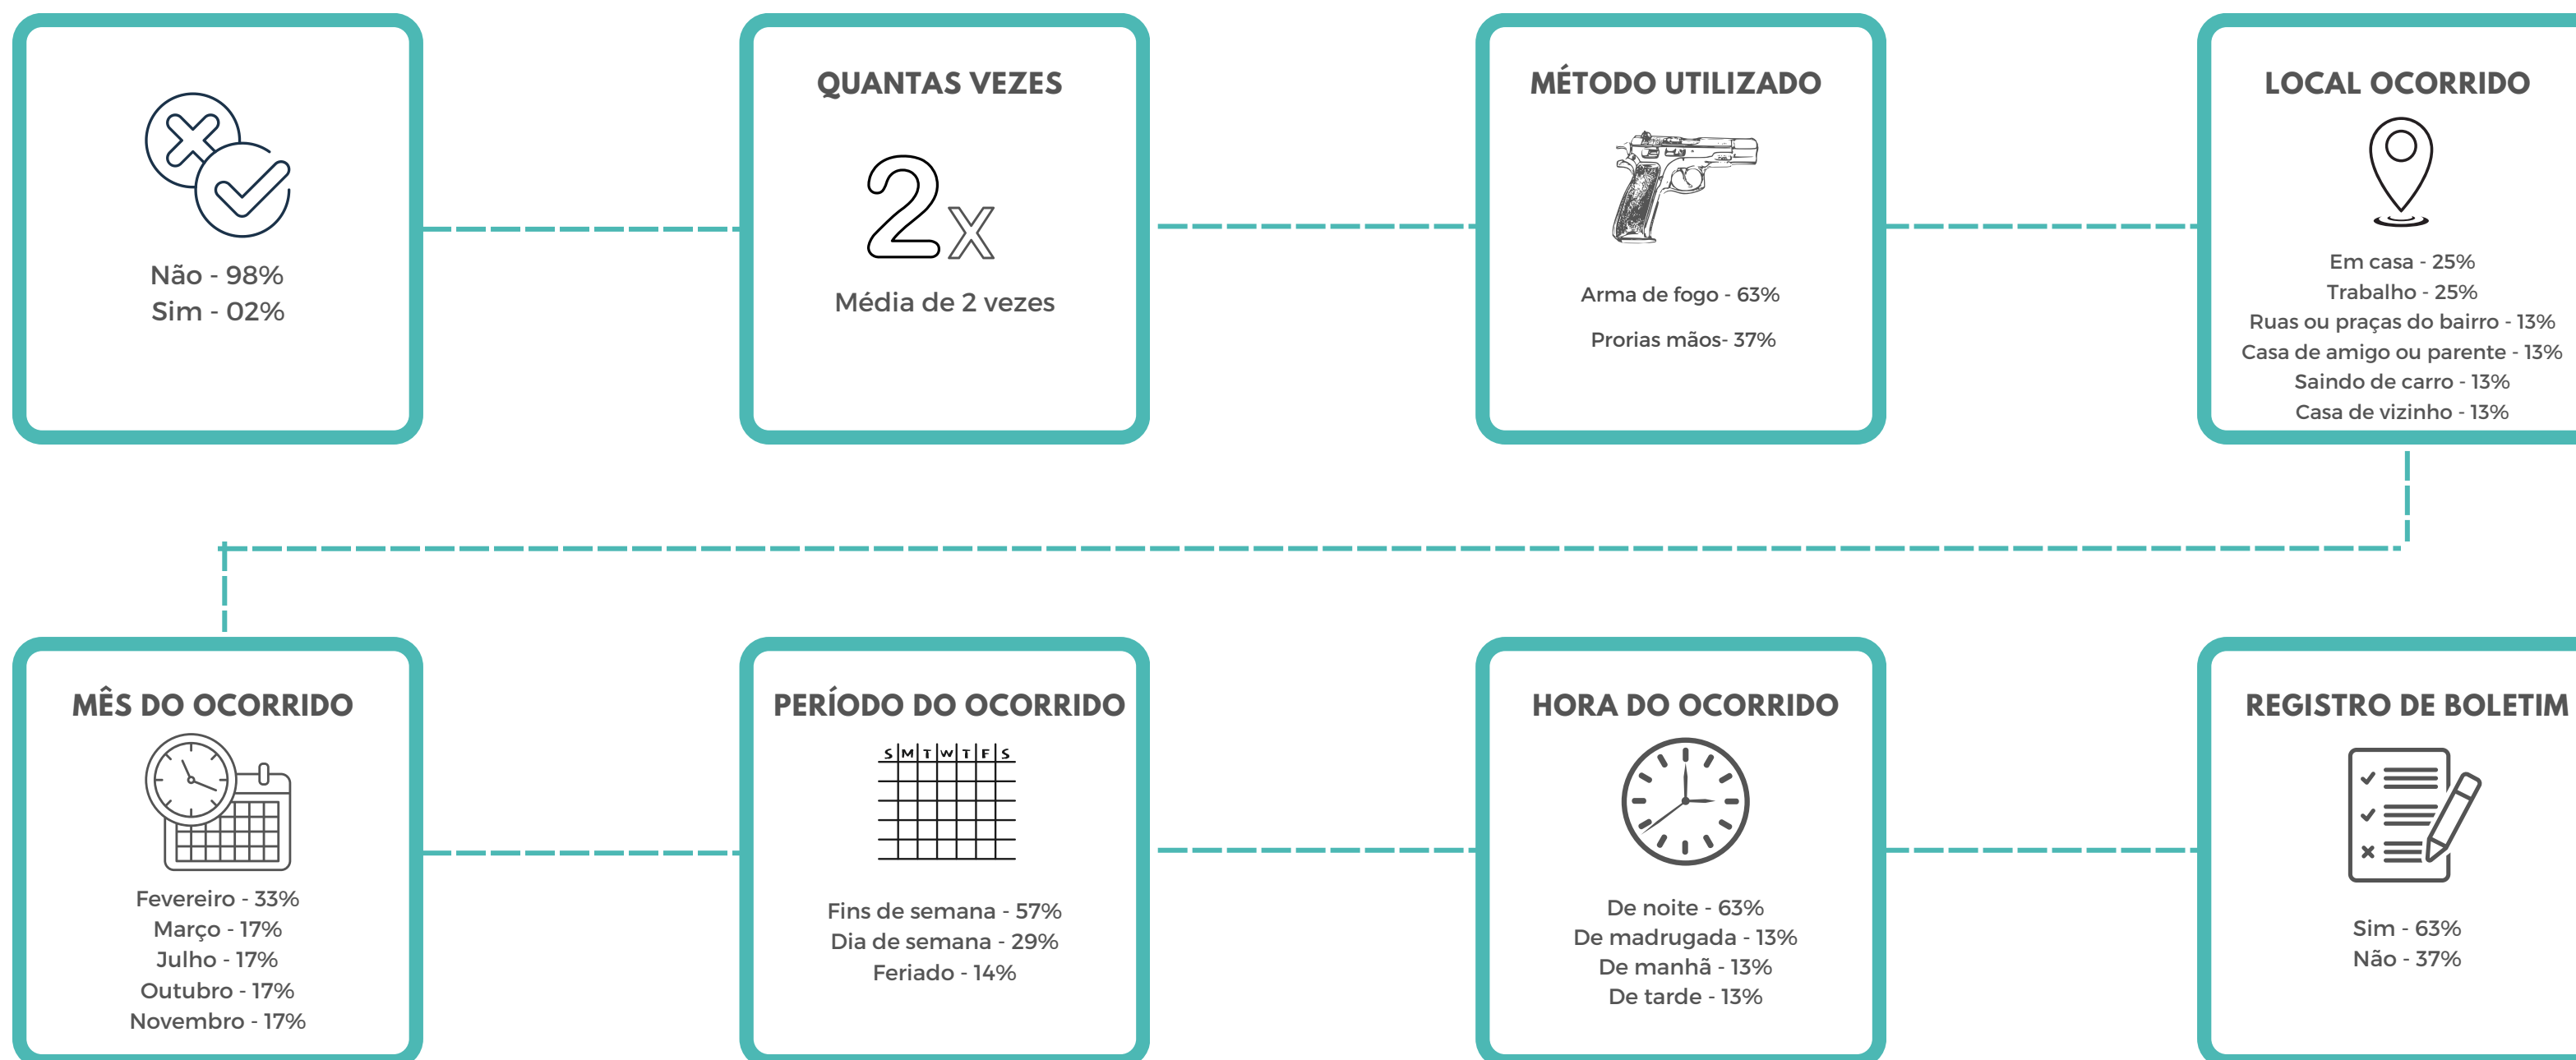 Não - 98%
Sim - 02%
QUANTAS VEZES
2x
Média de 2 vezes
MÉTODO UTILIZADO
Arma de fogo - 63%
Prorias mãos- 37%
LOCAL OCORRIDO
Em casa - 25%
Trabalho - 25%
Ruas ou praças do bairro - 13%
Casa de amigo ou parente - 13%
Saindo de carro - 13%
Casa de vizinho - 13%
MÊS DO OCORRIDO
Fevereiro - 33%
Março - 17%
Julho - 17%
Outubro - 17%
Novembro - 17%
PERÍODO DO OCORRIDO
S M T W T F S
Fins de semana - 57%
Dia de semana - 29%
Feriado - 14%
HORA DO OCORRIDO
De noite - 63%
De madrugada - 13%
De manhã - 13%
De tarde - 13%
REGISTRO DE BOLETIM
Sim - 63%
Não - 37%